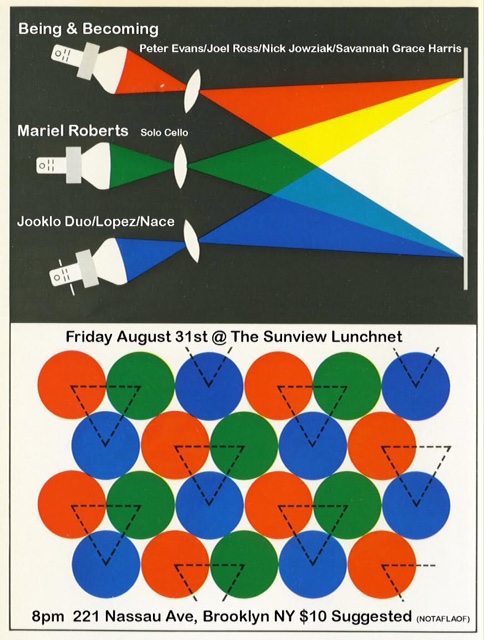 Being & Becoming
Peter Evans/Joel Ross/Nick Jowziak/Savannah Grace Harris
Mariel Roberts Solo Cello
Jooklo Duo/Lopez/Nace
Friday August 31st @ The Sunview Lunchnet
8pm 221 Nassau Ave, Brooklyn NY $10 Suggested (NOTAFLAOF)